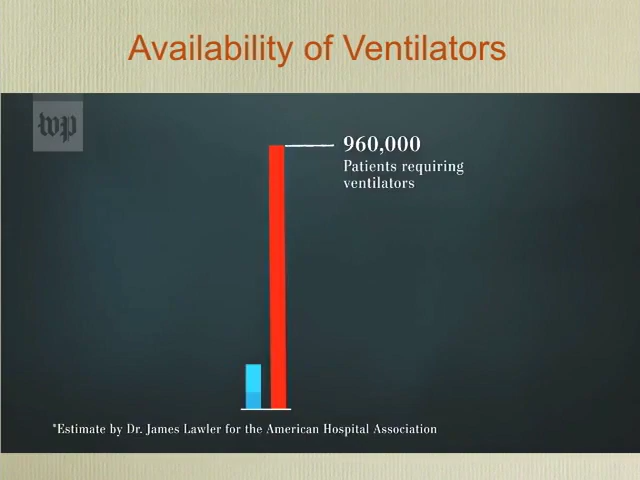 Availability of Ventilators
wp
960,000
Patients requiring
ventilators
*Estimate by Dr. James Lawler for the American Hospital Association